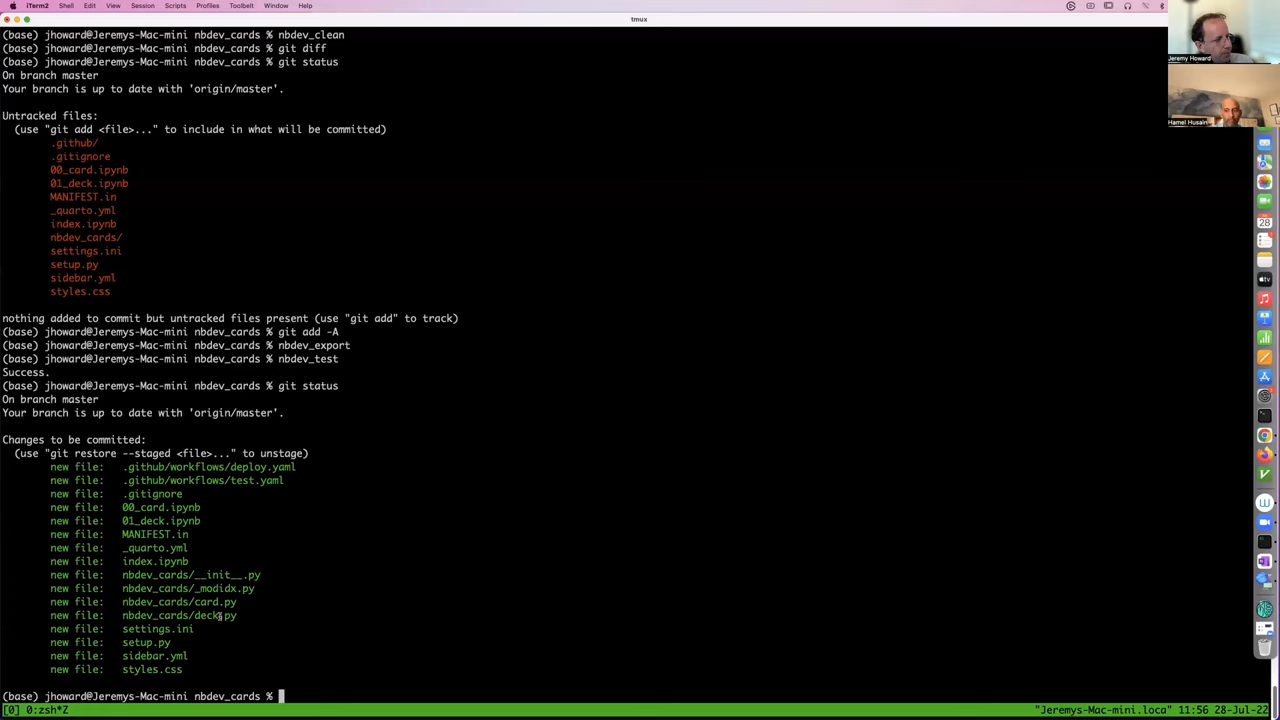 iTerm2 Shell Edit View Session Scripts Profiles Toolbelt Window Help
tmux
(base) jhoward@Jeremys-Mac-mini nbdev_cards % nbdev_clean
(base) jhoward@Jeremys-Mac-mini nbdev_cards % git diff
(base) jhoward@Jeremys-Mac-mini nbdev_cards % git status
On branch master
Your branch is up to date with 'origin/master'.
Untracked files:
(use "git add <file>..." to include in what will be committed)
.github/
.gitignore
00_card.ipynb
01_deck.ipynb
MANIFEST.in
_quarto.yml
index.ipynb
nbdev_cards/
settings.ini
setup.py
sidebar.yml
styles.css
nothing added to commit but untracked files present (use "git add" to track)
(base) jhoward@Jeremys-Mac-mini nbdev_cards % git add -A
(base) jhoward@Jeremys-Mac-mini nbdev_cards % nbdev_export
(base) jhoward@Jeremys-Mac-mini nbdev_cards % nbdev_test
Success.
(base) jhoward@Jeremys-Mac-mini nbdev_cards % git status
On branch master
Your branch is up to date with 'origin/master'.
Changes to be committed:
(use "git restore --staged <file>..." to unstage)
new file: .github/workflows/deploy.yaml
new file: .github/workflows/test.yaml
new file: .gitignore
new file: 00_card.ipynb
new file: 01_deck.ipynb
new file: MANIFEST.in
new file: _quarto.yml
new file: index.ipynb
new file: nbdev_cards/__init__.py
new file: nbdev_cards/_modidx.py
new file: nbdev_cards/card.py
new file: nbdev_cards/deck.py
new file: settings.ini
new file: setup.py
new file: sidebar.yml
new file: styles.css
(base) jhoward@Jeremys-Mac-mini nbdev_cards %
[0] 0:zsh*Z "Jeremys-Mac-mini.loca" 11:56 28-Jul-22
Jeremy Howard
Hamel Husain
28
tv